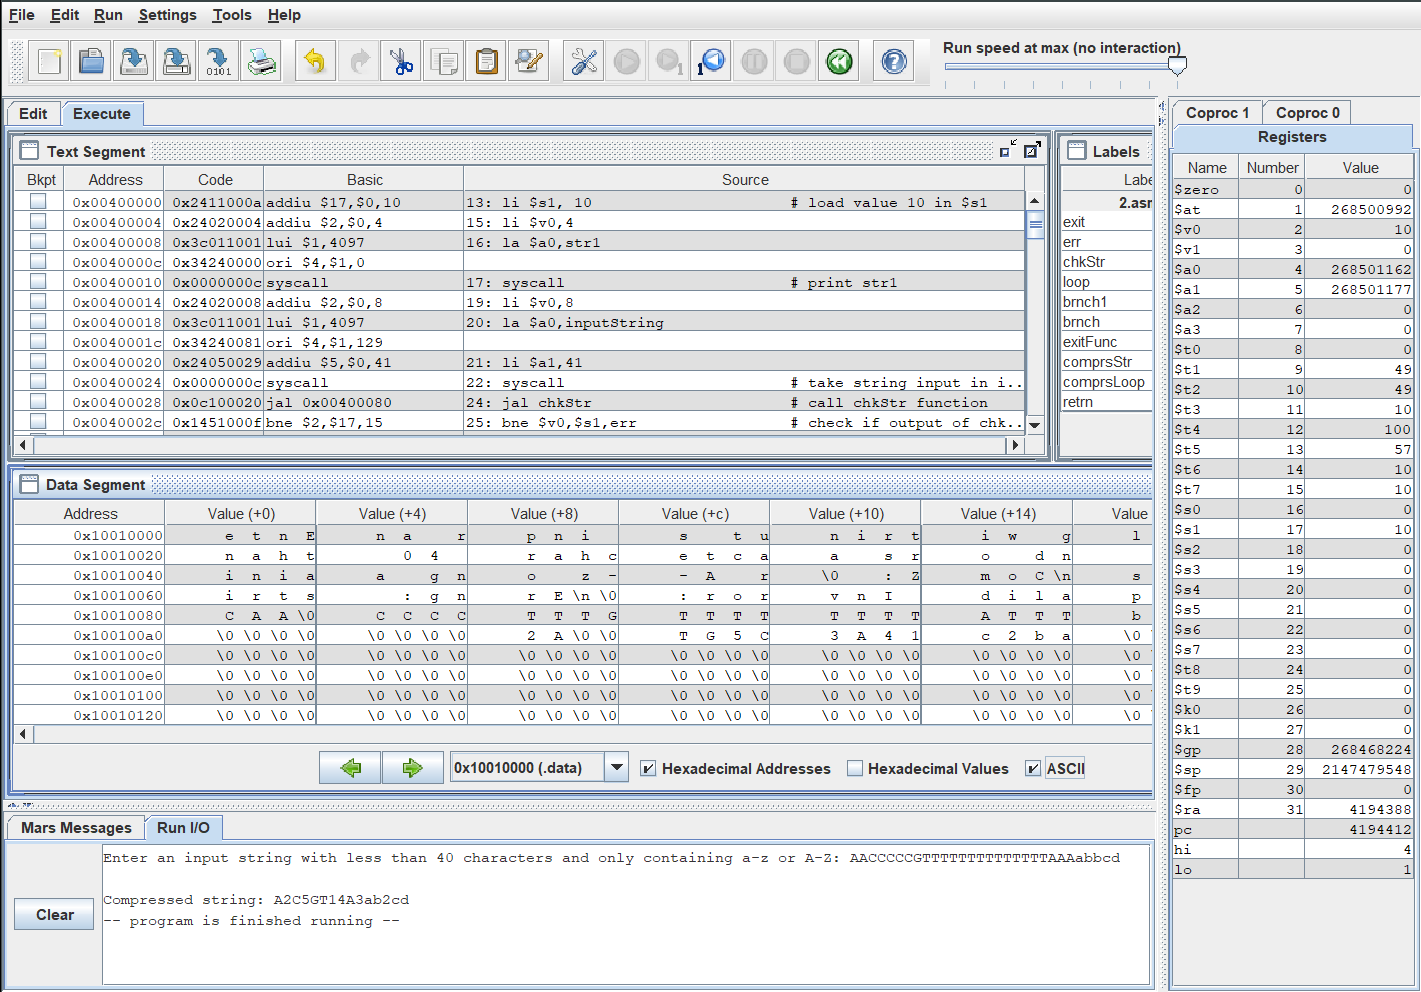 File Edit Run Settings Tools Help
Run speed at max (no interaction)
Edit Execute
Text Segment
Bkpt Address Code Basic Source
0x00400000 0x2411000a addiu $17,$0,10 13: li $s1, 10 # load value 10 in $s1
0x00400004 0x24020004 addiu $2,$0,4 15: li $v0,4
0x00400008 0x3c011001 lui $1,4097 16: la $a0,str1
0x0040000c 0x34240000 ori $4,$1,0
0x00400010 0x0000000c syscall 17: syscall # print str1
0x00400014 0x24020008 addiu $2,$0,8 19: li $v0,8
0x00400018 0x3c011001 lui $1,4097 20: la $a0,inputString
0x0040001c 0x34240081 ori $4,$1,129
0x00400020 0x24050029 addiu $5,$0,41 21: li $a1,41
0x00400024 0x0000000c syscall 22: syscall # take string input in i..
0x00400028 0x0c100020 jal 0x00400080 24: jal chkStr # call chkStr function
0x0040002c 0x1451000f bne $2,$17,15 25: bne $v0,$s1,err # check if output of chk..
Labels
Labe
2.asm
exit
err
chkStr
loop
brnch1
brnch
exitFunc
comprsStr
comprsLoop
retrn
Data Segment
Address Value (+0) Value (+4) Value (+8) Value (+c) Value (+10) Value (+14) Value
0x10010000 e t n E n a r p n i s t u n i r t i w g l
0x10010020 n a h t 0 4 r a h c e t c a a s r o d n
0x10010040 i n i a a g n o z - - A r \0 : Z m o C \n s
0x10010060 i r t s : g n r E \n \0 : r o r v n I d i l a p
0x10010080 C A A \0 C C C C T T T G T T T T T T T T A T T T b
0x100100a0 \0 \0 \0 \0 \0 \0 \0 \0 2 A \0 \0 T G 5 C 3 A 4 1 c 2 b a \0
0x100100c0 \0 \0 \0 \0 \0 \0 \0 \0 \0 \0 \0 \0 \0 \0 \0 \0 \0 \0 \0 \0 \0 \0 \0 \0 \0
0x100100e0 \0 \0 \0 \0 \0 \0 \0 \0 \0 \0 \0 \0 \0 \0 \0 \0 \0 \0 \0 \0 \0 \0 \0 \0 \0
0x10010100 \0 \0 \0 \0 \0 \0 \0 \0 \0 \0 \0 \0 \0 \0 \0 \0 \0 \0 \0 \0 \0 \0 \0 \0 \0
0x10010120 \0 \0 \0 \0 \0 \0 \0 \0 \0 \0 \0 \0 \0 \0 \0 \0 \0 \0 \0 \0 \0 \0 \0 \0 \0
0x10010000 (.data) Hexadecimal Addresses Hexadecimal Values ASCII
Mars Messages Run I/O
Clear
Enter an input string with less than 40 characters and only containing a-z or A-Z: AACCCCCGTTTTTTTTTTTTTTAAAabbcd
Compressed string: A2C5GT14A3ab2cd
-- program is finished running --
Coproc 1 Coproc 0
Registers
Name Number Value
$zero 0 0
$at 1 268500992
$v0 2 10
$v1 3 0
$a0 4 268501162
$a1 5 268501177
$a2 6 0
$a3 7 0
$t0 8 0
$t1 9 49
$t2 10 49
$t3 11 10
$t4 12 100
$t5 13 57
$t6 14 10
$t7 15 10
$s0 16 0
$s1 17 10
$s2 18 0
$s3 19 0
$s4 20 0
$s5 21 0
$s6 22 0
$s7 23 0
$t8 24 0
$t9 25 0
$k0 26 0
$k1 27 0
$gp 28 268468224
$sp 29 2147479548
$fp 30 0
$ra 31 4194388
pc 4194412
hi 4
lo 1